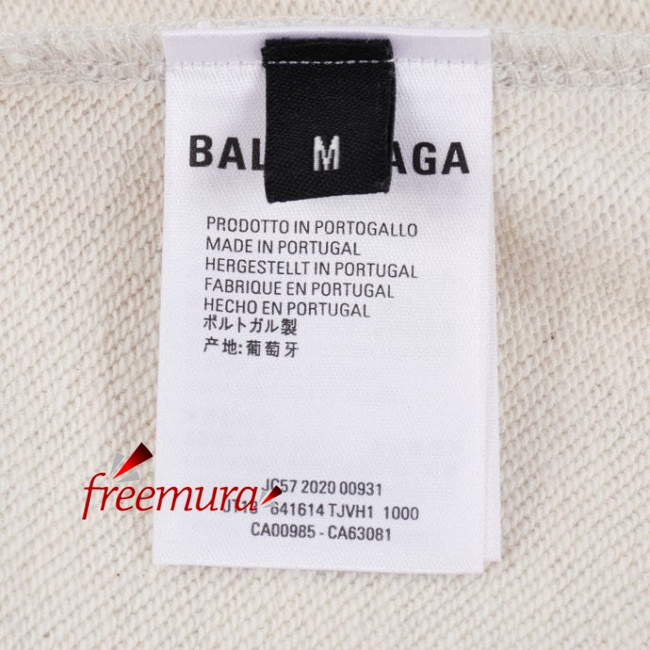 BAL M AGA
PRODOTTO IN PORTOGALLO
MADE IN PORTUGAL
HERGESTELLT IN PORTUGAL
FABRIQUE EN PORTUGAL
HECHO EN PORTUGAL
ポルトガル製
产地:葡萄牙
freemura
JC57 2020 00931
641614 TJVH1 1000
CA00985 - CA63081